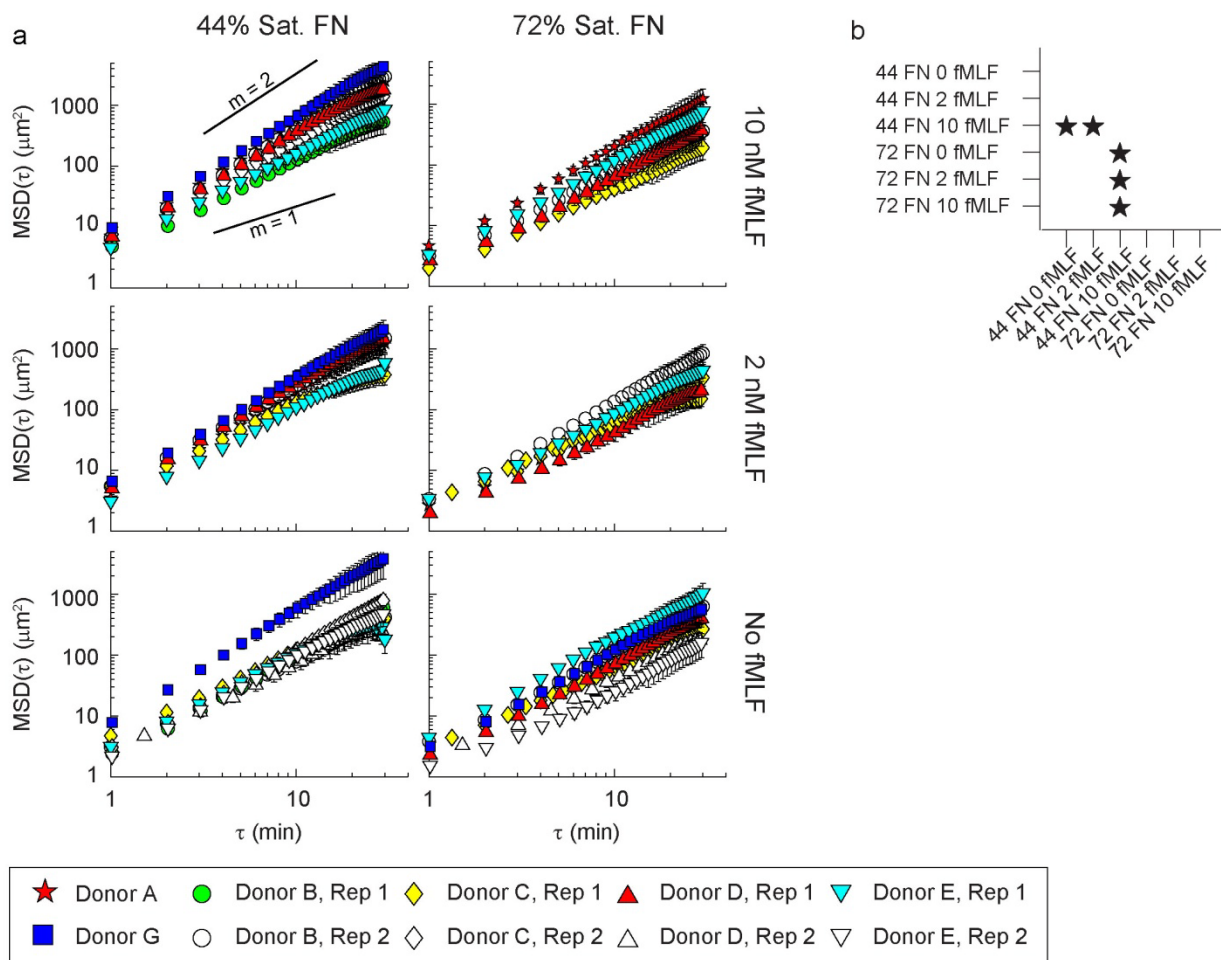 a
44% Sat. FN
72% Sat. FN
MSD(τ) (μm²)
1000
100
10
1
m = 2
m = 1
10 nM fMLF
MSD(τ) (μm²)
1000
100
10
1
2 nM fMLF
MSD(τ) (μm²)
1000
100
10
1
No fMLF
1
10
1
10
τ (min)
τ (min)
b
44 FN 0 fMLF
44 FN 2 fMLF
44 FN 10 fMLF
72 FN 0 fMLF
72 FN 2 fMLF
72 FN 10 fMLF
44 FN 0 fMLF
44 FN 2 fMLF
44 FN 10 fMLF
72 FN 0 fMLF
72 FN 2 fMLF
72 FN 10 fMLF
Donor A
Donor B, Rep 1
Donor C, Rep 1
Donor D, Rep 1
Donor E, Rep 1
Donor G
Donor B, Rep 2
Donor C, Rep 2
Donor D, Rep 2
Donor E, Rep 2